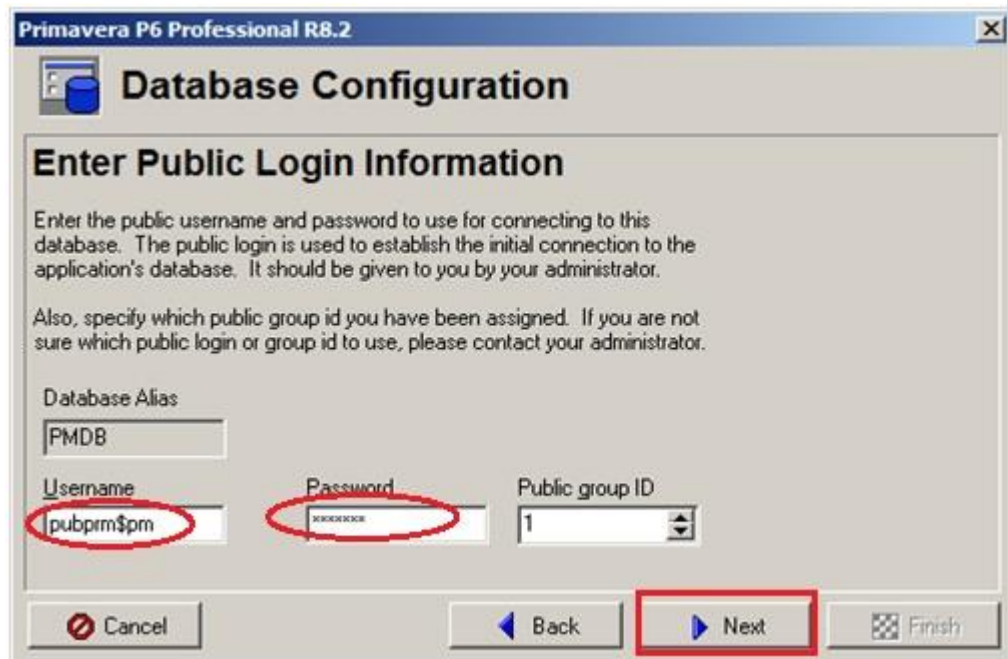 Primavera P6 Professional R8.2
Database Configuration
Enter Public Login Information
Enter the public username and password to use for connecting to this
database. The public login is used to establish the initial connection to the
application's database. It should be given to you by your administrator.
Also, specify which public group id you have been assigned. If you are not
sure which public login or group id to use, please contact your administrator.
Database Alias
PMDB
Username Password Public group ID
pubprm$pm ******* 1
Cancel Back Next Finish